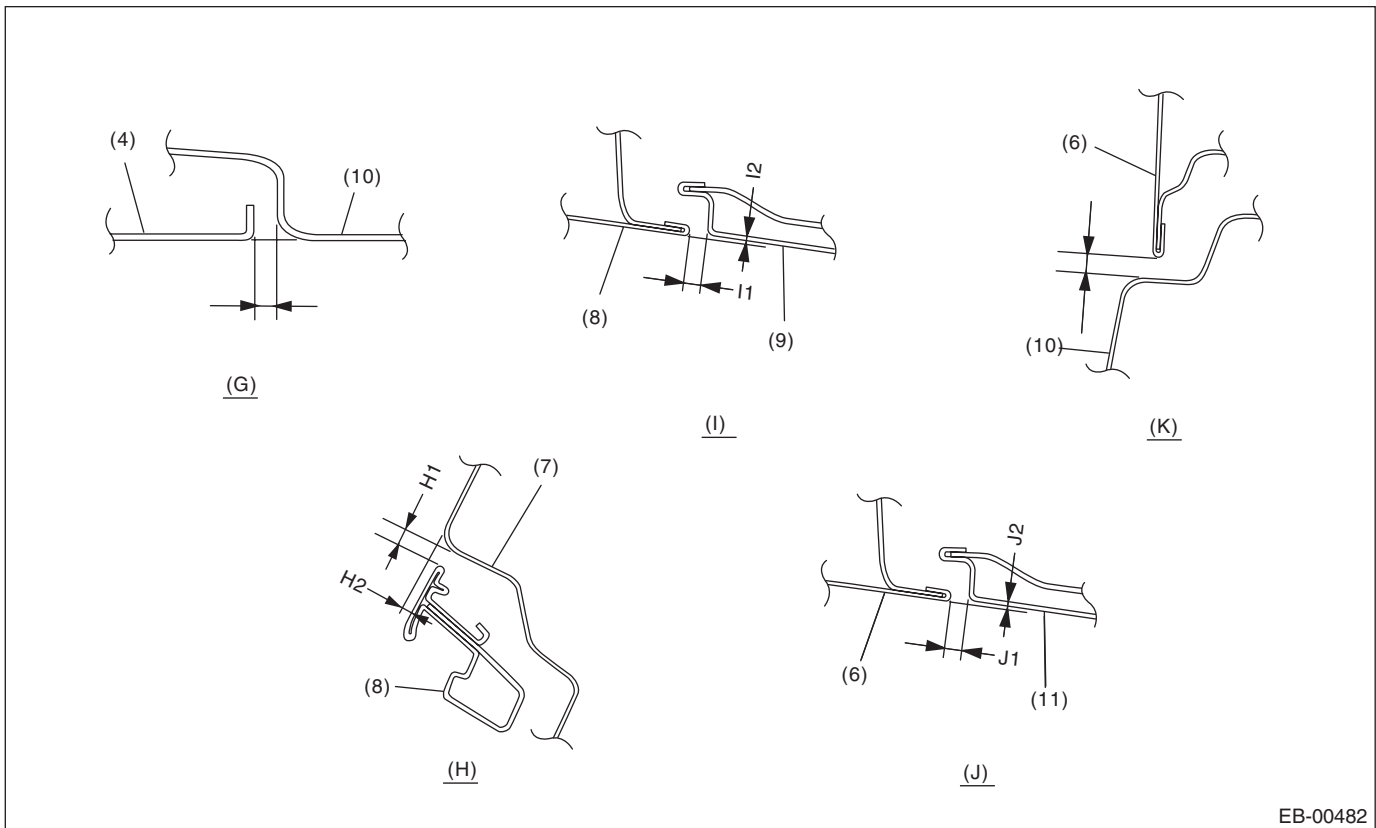 (4)
(10)
(G)
(8)
I1
I2
(9)
(I)
(6)
(10)
(K)
H1
H2
(7)
(8)
(H)
(6)
J1
J2
(11)
(J)
EB-00482